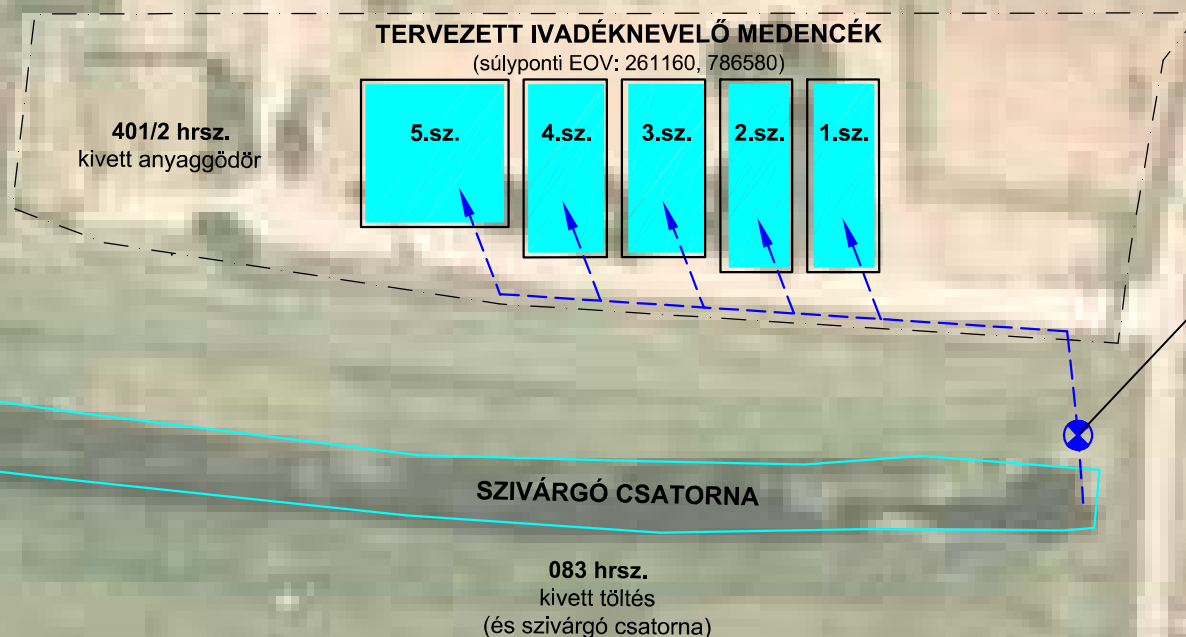 TERVEZETT IVADÉKNEVELŐ MEDENCÉK
(súlyponti EOV: 261160, 786580)
401/2 hrsz.
kivett anyaggödör
5.sz.
4.sz.
3.sz.
2.sz.
1.sz.
SZIVÁRGÓ CSATORNA
083 hrsz.
kivett töltés
(és szivárgó csatorna)